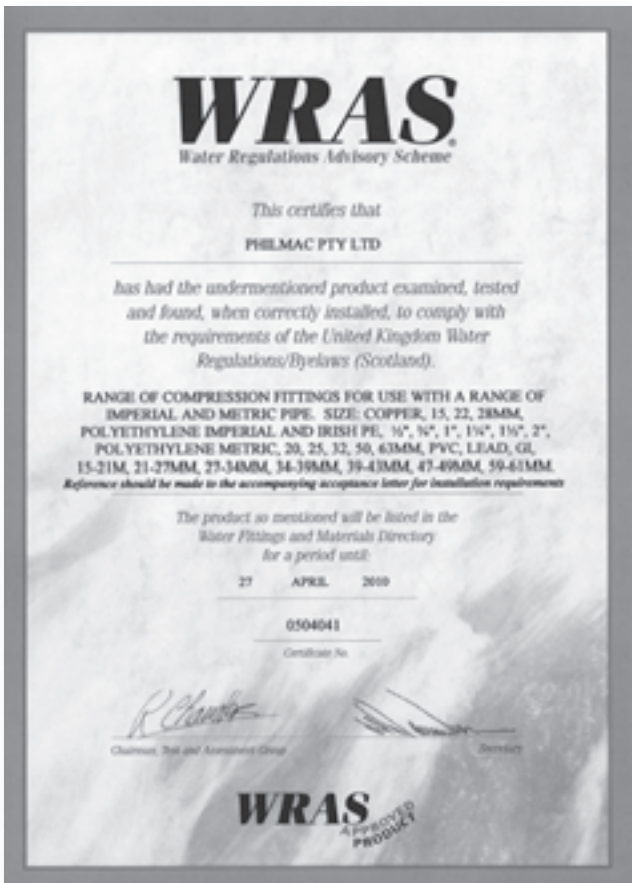 WRAS®
Water Regulations Advisory Scheme
This certifies that
PHILMAC PTY LTD
has had the undermentioned product examined, tested
and found, when correctly installed, to comply with
the requirements of the United Kingdom Water
Regulations/Byelaws (Scotland).
RANGE OF COMPRESSION FITTINGS FOR USE WITH A RANGE OF
IMPERIAL AND METRIC PIPE. SIZE: COPPER, 15, 22, 28MM,
POLYETHYLENE IMPERIAL AND IRISH PE, ½", ¾", 1", 1¼", 1½", 2",
POLYETHYLENE METRIC, 20, 25, 32, 50, 63MM, PVC, LEAD, GI,
15-21M, 21-27MM, 27-34MM, 34-39MM, 39-43MM, 47-49MM, 59-61MM.
Reference should be made to the accompanying acceptance letter for installation requirements
The product so mentioned will be listed in the
Water Fittings and Materials Directory
for a period until:
27 APRIL 2010
0504041
Certificate No.
Chairman, Test and Assessment Group
Secretary
WRAS
APPROVED
PRODUCT